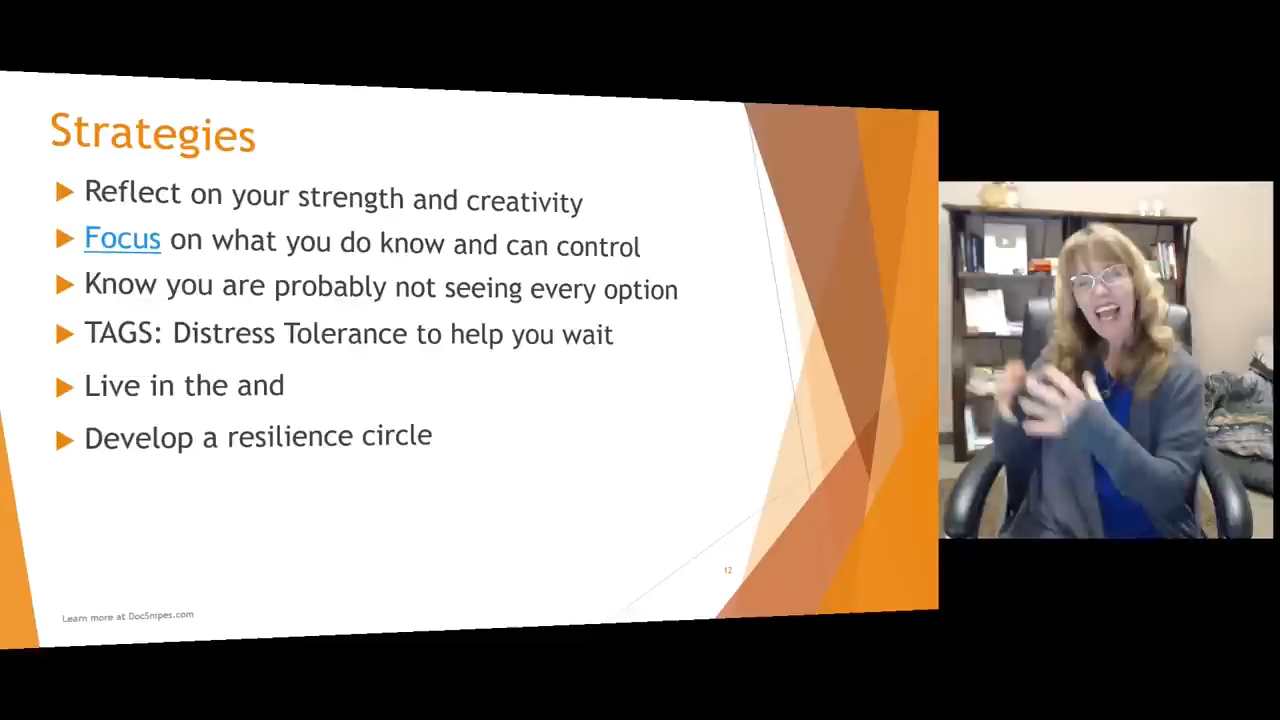 Strategies
Reflect on your strength and creativity
Focus on what you do know and can control
Know you are probably not seeing every option
TAGS: Distress Tolerance to help you wait
Live in the and
Develop a resilience circle
12
Learn more at DocSnipes.com